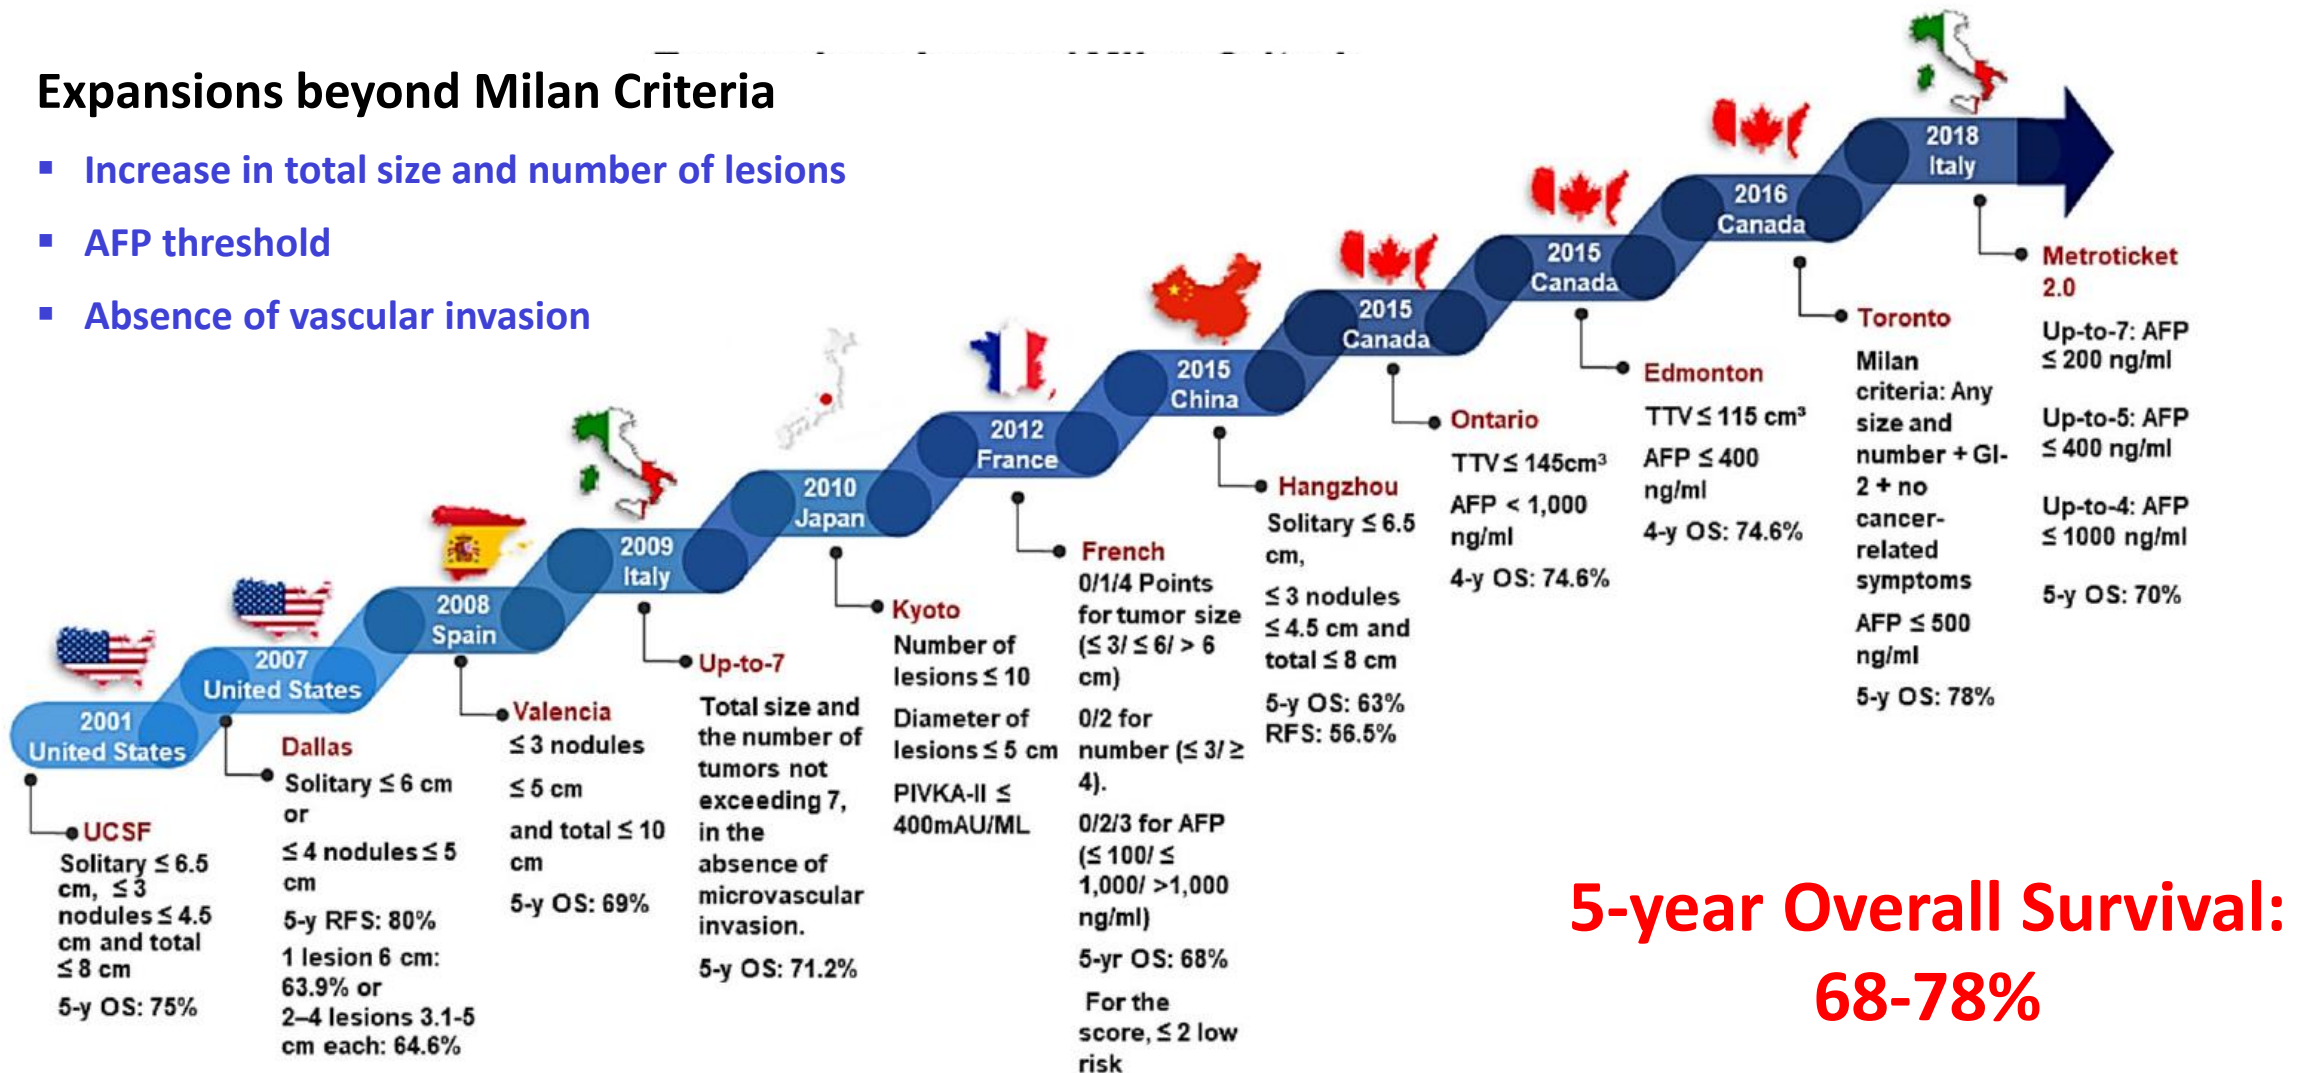 Expansions beyond Milan Criteria
▪ Increase in total size and number of lesions
▪ AFP threshold
▪ Absence of vascular invasion
2001
United States
UCSF
Solitary ≤ 6.5
cm, ≤ 3
nodules ≤ 4.5
cm and total
≤ 8 cm
5-y OS: 75%
2007
United States
Dallas
Solitary ≤ 6 cm
or
≤ 4 nodules ≤ 5
cm
5-y RFS: 80%
1 lesion 6 cm:
63.9% or
2–4 lesions 3.1-5
cm each: 64.6%
2008
Spain
Valencia
≤ 3 nodules
≤ 5 cm
and total ≤ 10
cm
5-y OS: 69%
2009
Italy
Up-to-7
Total size and
the number of
tumors not
exceeding 7,
in the
absence of
microvascular
invasion.
5-y OS: 71.2%
2010
Japan
Kyoto
Number of
lesions ≤ 10
Diameter of
lesions ≤ 5 cm
PIVKA-II ≤
400mAU/ML
2012
France
French
0/1/4 Points
for tumor size
(≤ 3/ ≤ 6/ > 6
cm)
0/2 for
number (≤ 3/ ≥
4).
0/2/3 for AFP
(≤ 100/ ≤
1,000/ >1,000
ng/ml)
5-yr OS: 68%
For the
score, ≤ 2 low
risk
2015
China
Hangzhou
Solitary ≤ 6.5
cm,
≤ 3 nodules
≤ 4.5 cm and
total ≤ 8 cm
5-y OS: 63%
RFS: 56.5%
2015
Canada
Ontario
TTV ≤ 145cm³
AFP < 1,000
ng/ml
4-y OS: 74.6%
2015
Canada
Edmonton
TTV ≤ 115 cm³
AFP ≤ 400
ng/ml
4-y OS: 74.6%
2016
Canada
Toronto
Milan
criteria: Any
size and
number + GI-
2 + no
cancer-
related
symptoms
AFP ≤ 500
ng/ml
5-y OS: 78%
2018
Italy
Metroticket
2.0
Up-to-7: AFP
≤ 200 ng/ml
Up-to-5: AFP
≤ 400 ng/ml
Up-to-4: AFP
≤ 1000 ng/ml
5-y OS: 70%
5-year Overall Survival:
68-78%